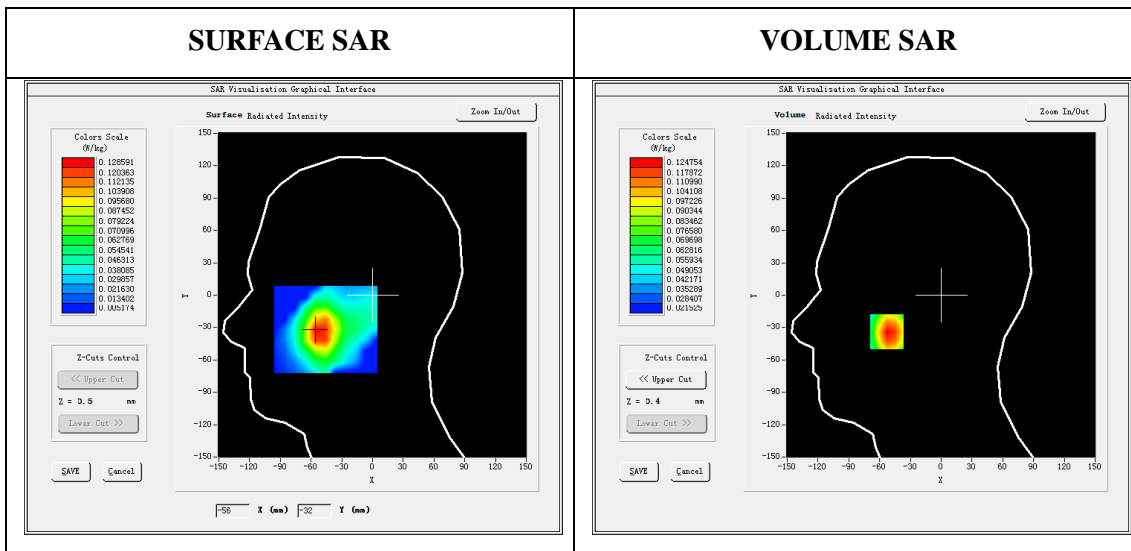 SURFACE SAR
VOLUME SAR
SAR Visualisation Graphical Interface
Surface Radiated Intensity
Zoom In/Out
Colors Scale
(W/kg)
0.128591
0.120363
0.112135
0.103908
0.095680
0.087452
0.079224
0.070996
0.062769
0.054541
0.046313
0.038085
0.029857
0.021630
0.013402
0.005174
Y
150
120
90
60
30
0
-30
-60
-90
-120
-150
-150 -120 -90 -60 -30 0 30 60 90 120 150
X
Z-Cuts Control
<< Upper Cut
Z = 0.5 mm
Lower Cut >>
SAVE Cancel
-56 X (mm) -32 Y (mm)
SAR Visualisation Graphical Interface
Volume Radiated Intensity
Zoom In/Out
Colors Scale
(W/kg)
0.124754
0.117872
0.110990
0.104108
0.097226
0.090344
0.083462
0.076580
0.069698
0.062816
0.055934
0.049053
0.042171
0.035289
0.028407
0.021525
Y
150
120
90
60
30
0
-30
-60
-90
-120
-150
-150 -120 -90 -60 -30 0 30 60 90 120 150
X
Z-Cuts Control
<< Upper Cut
Z = 0.4 mm
Lower Cut >>
SAVE Cancel